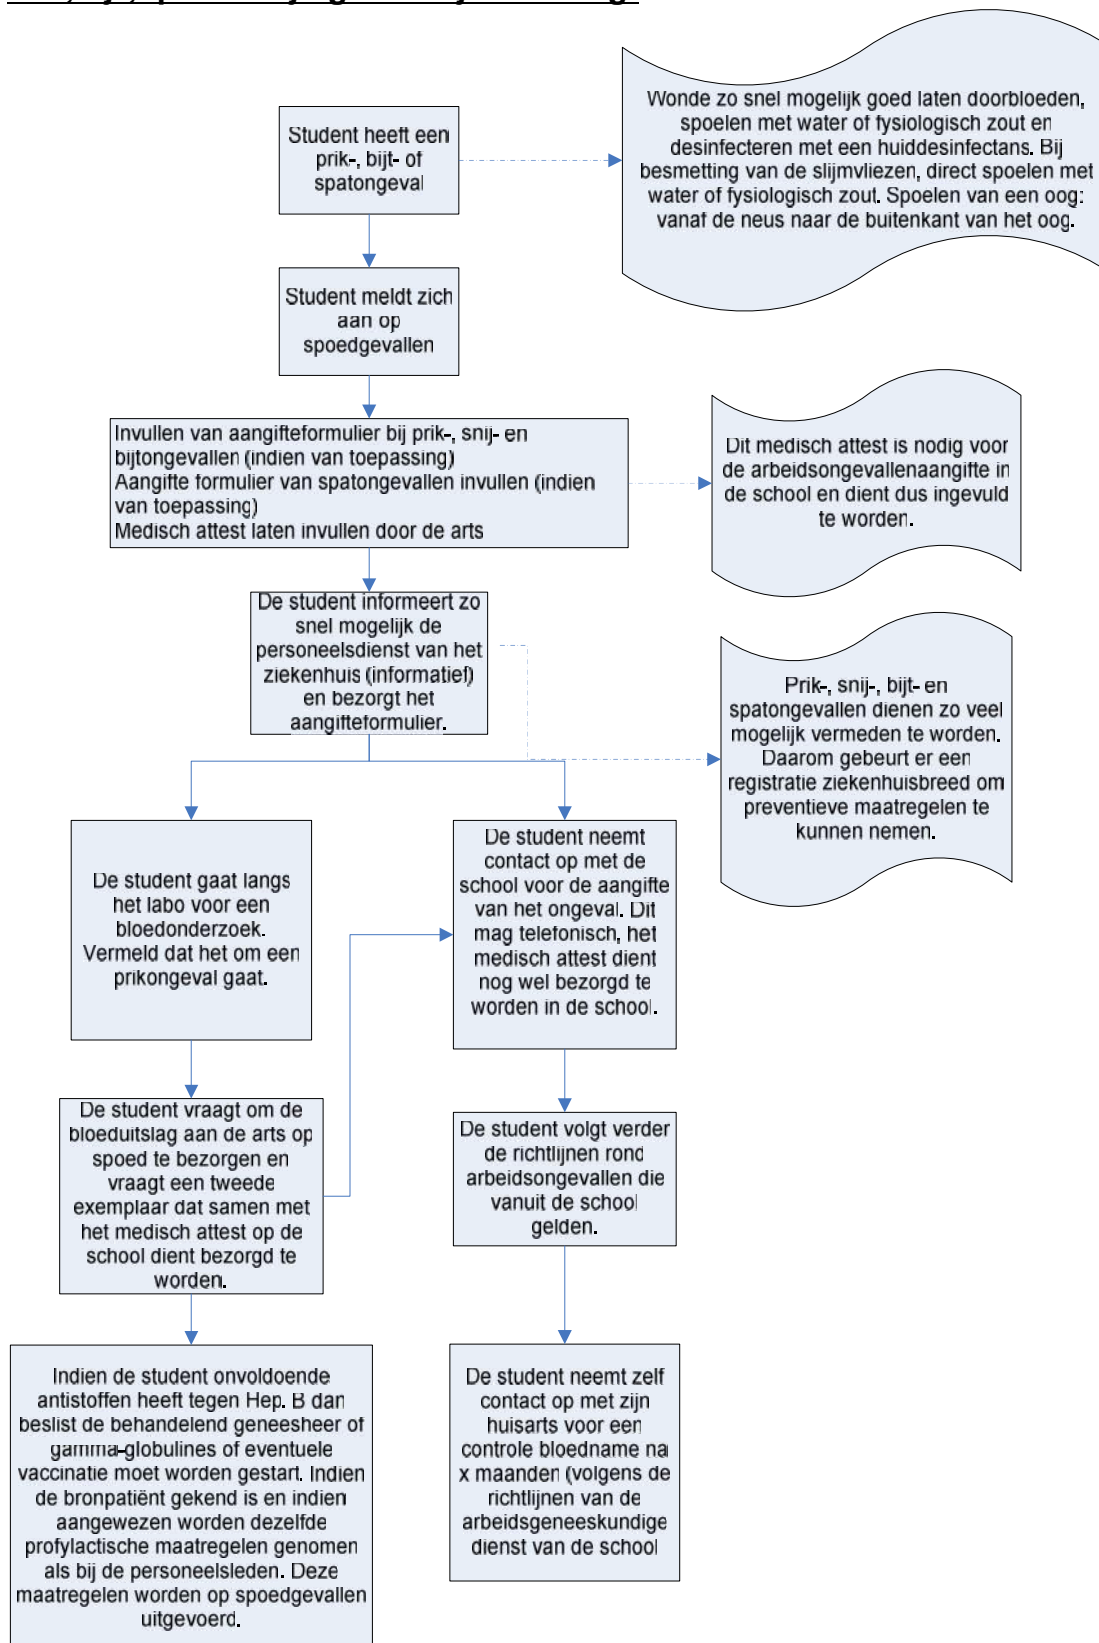 Student heeft een
prik-, bijt- of
spatongeval
Wonde zo snel mogelijk goed laten doorbloeden,
spoelen met water of fysiologisch zout en
desinfecteren met een huiddesinfectans. Bij
besmetting van de slijmvliezen, direct spoelen met
water of fysiologisch zout. Spoelen van een oog:
vanaf de neus naar de buitenkant van het oog.
Student meldt zich
aan op
spoedgevallen
Invullen van aangifteformulier bij prik-, snij- en
bijtongevallen (indien van toepassing)
Aangifte formulier van spatongevallen invullen (indien
van toepassing)
Medisch attest laten invullen door de arts
Dit medisch attest is nodig voor
de arbeidsongevallenaangifte in
de school en dient dus ingevuld
te worden.
De student informeert zo
snel mogelijk de
personeelsdienst van het
ziekenhuis (informatief)
en bezorgt het
aangifteformulier.
Prik-, snij-, bijt- en
spatongevallen dienen zo veel
mogelijk vermeden te worden.
Daarom gebeurt er een
registratie ziekenhuisbreed om
preventieve maatregelen te
kunnen nemen.
De student gaat langs
het labo voor een
bloedonderzoek.
Vermeld dat het om een
prikongeval gaat.
De student neemt
contact op met de
school voor de aangifte
van het ongeval. Dit
mag telefonisch, het
medisch attest dient
nog wel bezorgd te
worden in de school.
De student vraagt om de
bloeduitslag aan de arts op
spoed te bezorgen en
vraagt een tweede
exemplaar dat samen met
het medisch attest op de
school dient bezorgd te
worden.
De student volgt verder
de richtlijnen rond
arbeidsongevallen die
vanuit de school
gelden.
Indien de student onvoldoende
antistoffen heeft tegen Hep. B dan
beslist de behandelend geneesheer of
gamma-globulines of eventuele
vaccinatie moet worden gestart. Indien
de bronpatiënt gekend is en indien
aangewezen worden dezelfde
profylactische maatregelen genomen
als bij de personeelsleden. Deze
maatregelen worden op spoedgevallen
uitgevoerd.
De student neemt zelf
contact op met zijn
huisarts voor een
controle bloedname na
x maanden (volgens de
richtlijnen van de
arbeidsgeneeskundige
dienst van de school